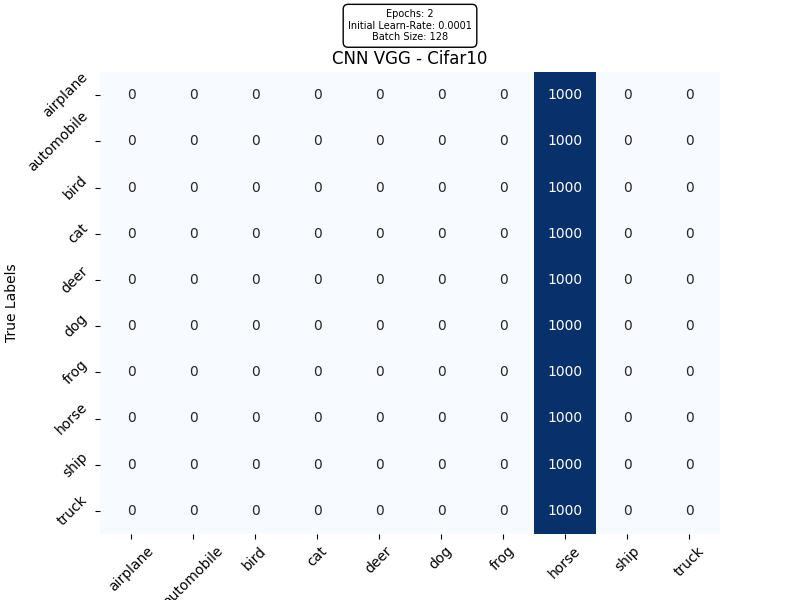 Epochs: 2
Initial Learn-Rate: 0.0001
Batch Size: 128
CNN VGG - Cifar10
True Labels
airplane 0 0 0 0 0 0 0 1000 0 0
automobile 0 0 0 0 0 0 0 1000 0 0
bird 0 0 0 0 0 0 0 1000 0 0
cat 0 0 0 0 0 0 0 1000 0 0
deer 0 0 0 0 0 0 0 1000 0 0
dog 0 0 0 0 0 0 0 1000 0 0
frog 0 0 0 0 0 0 0 1000 0 0
horse 0 0 0 0 0 0 0 1000 0 0
ship 0 0 0 0 0 0 0 1000 0 0
truck 0 0 0 0 0 0 0 1000 0 0
airplane automobile bird cat deer dog frog horse ship truck